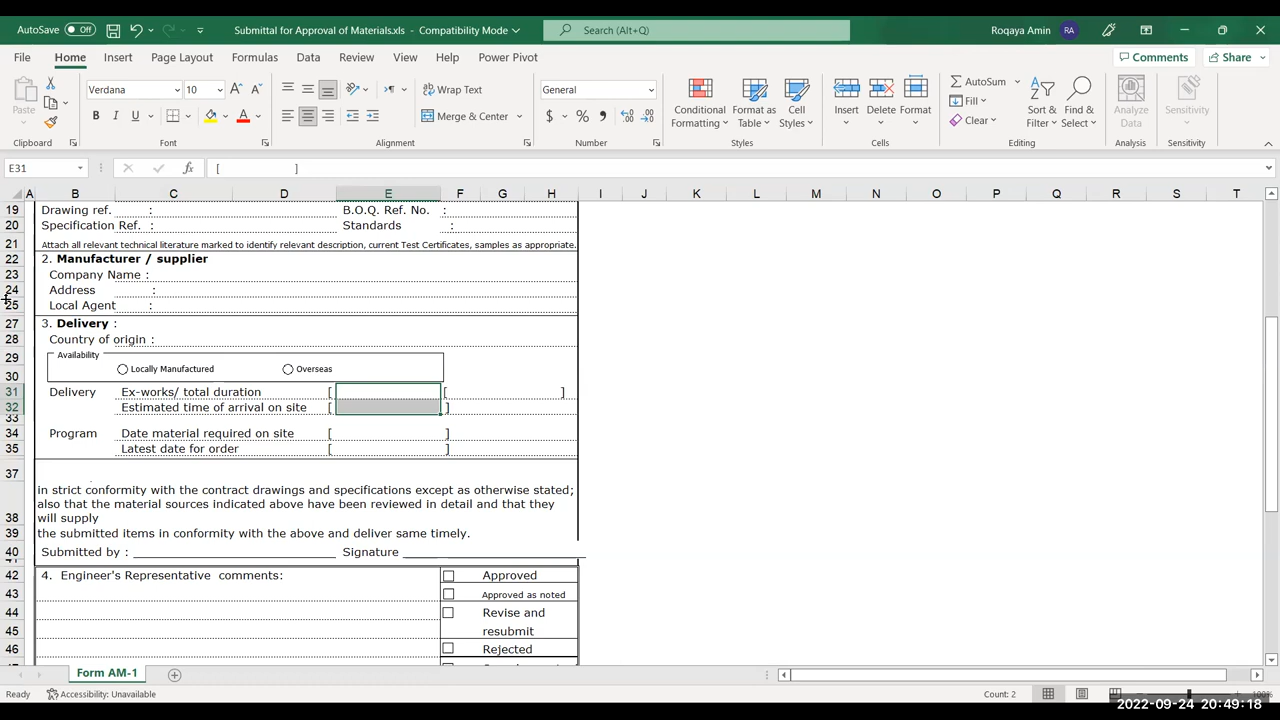 AutoSave Off Submittal for Approval of Materials.xls - Compatibility Mode Search (Alt+Q) Roqaya Amin RA
File Home Insert Page Layout Formulas Data Review View Help Power Pivot Comments Share
Paste Verdana 10 A A Wrap Text General Conditional Formatting Format as Table Cell Styles Insert Delete Format AutoSum Fill Clear Sort & Filter Find & Select Analyze Data Sensitivity
B I U A Merge & Center $ %
Clipboard Font Alignment Number Styles Cells Editing Analysis Sensitivity
E31 fx [ ]
A B C D E F G H I J K L M N O P Q R S T
19 Drawing ref. : B.O.Q. Ref. No. :
20 Specification Ref. : Standards :
21 Attach all relevant technical literature marked to identify relevant description, current Test Certificates, samples as appropriate.
22 2. Manufacturer / supplier
23 Company Name :
24 Address :
25 Local Agent :
27 3. Delivery :
28 Country of origin :
29 Availability
30 Locally Manufactured Overseas
31 Delivery Ex-works/ total duration [ [ ]
32 Estimated time of arrival on site [ ]
33
34 Program Date material required on site [ ]
35 Latest date for order [ ]
37
in strict conformity with the contract drawings and specifications except as otherwise stated;
also that the material sources indicated above have been reviewed in detail and that they
38 will supply
39 the submitted items in conformity with the above and deliver same timely.
40 Submitted by : Signature
41
42 4. Engineer's Representative comments: Approved
43 Approved as noted
44 Revise and
45 resubmit
46 Rejected
Form AM-1
Ready Accessibility: Unavailable Count: 2 100%
2022-09-24 20:49:18